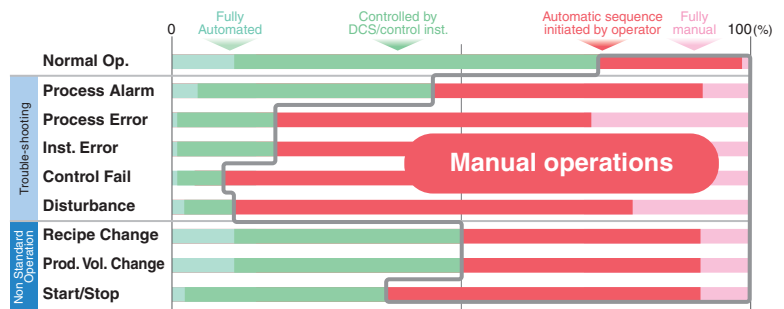 Fully
Automated
Controlled by
DCS/control inst.
Automatic sequence
initiated by operator
Fully
manual
0
100 (%)
Normal Op.
Trouble-shooting
Process Alarm
Process Error
Inst. Error
Control Fail
Disturbance
Manual operations
Non Standard
Operation
Recipe Change
Prod. Vol. Change
Start/Stop